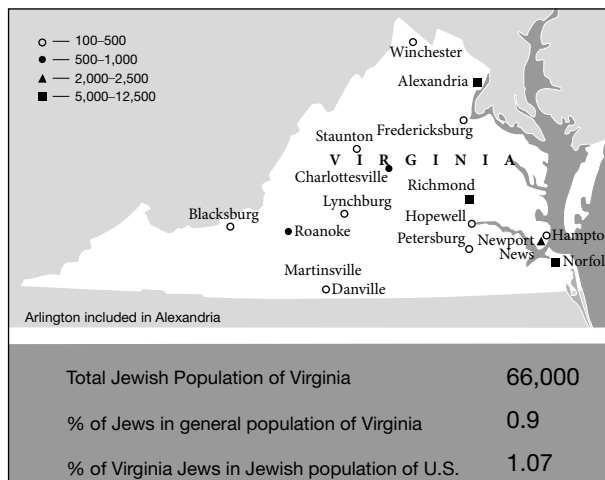 — 100–500
— 500–1,000
— 2,000–2,500
— 5,000–12,500
Winchester
Alexandria
Fredericksburg
Staunton
VIRGINIA
Charlottesville
Richmond
Lynchburg
Blacksburg
Hopewell
Roanoke
Petersburg
Newport
News
Hampton
Norfol
Martinsville
Danville
Arlington included in Alexandria
Total Jewish Population of Virginia 66,000
% of Jews in general population of Virginia 0.9
% of Virginia Jews in Jewish population of U.S. 1.07